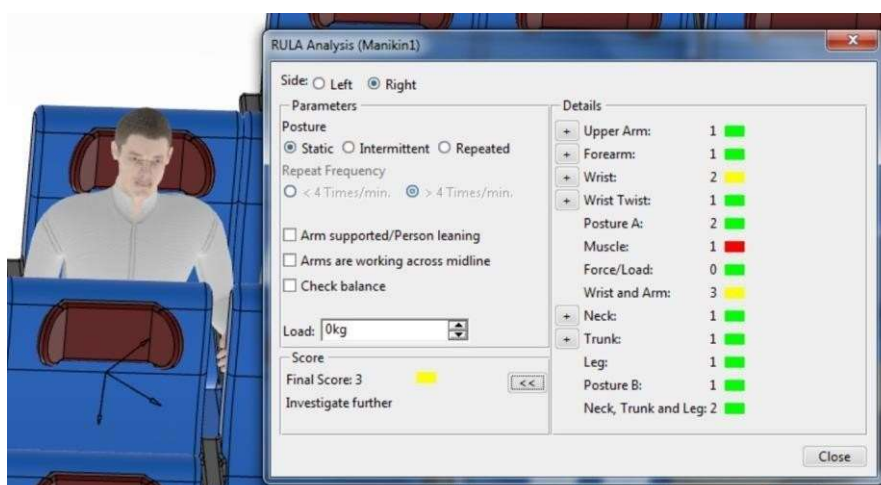 RULA Analysis (Manikin1)
Side: Left Right
Parameters
Posture
Static Intermittent Repeated
Repeat Frequency
< 4 Times/min. > 4 Times/min.
Arm supported/Person leaning
Arms are working across midline
Check balance
Load: 0kg
Score
Final Score: 3
<<
Investigate further
Details
+ Upper Arm: 1
+ Forearm: 1
+ Wrist: 2
+ Wrist Twist: 1
Posture A: 2
Muscle: 1
Force/Load: 0
Wrist and Arm: 3
+ Neck: 1
+ Trunk: 1
Leg: 1
Posture B: 1
Neck, Trunk and Leg: 2
Close